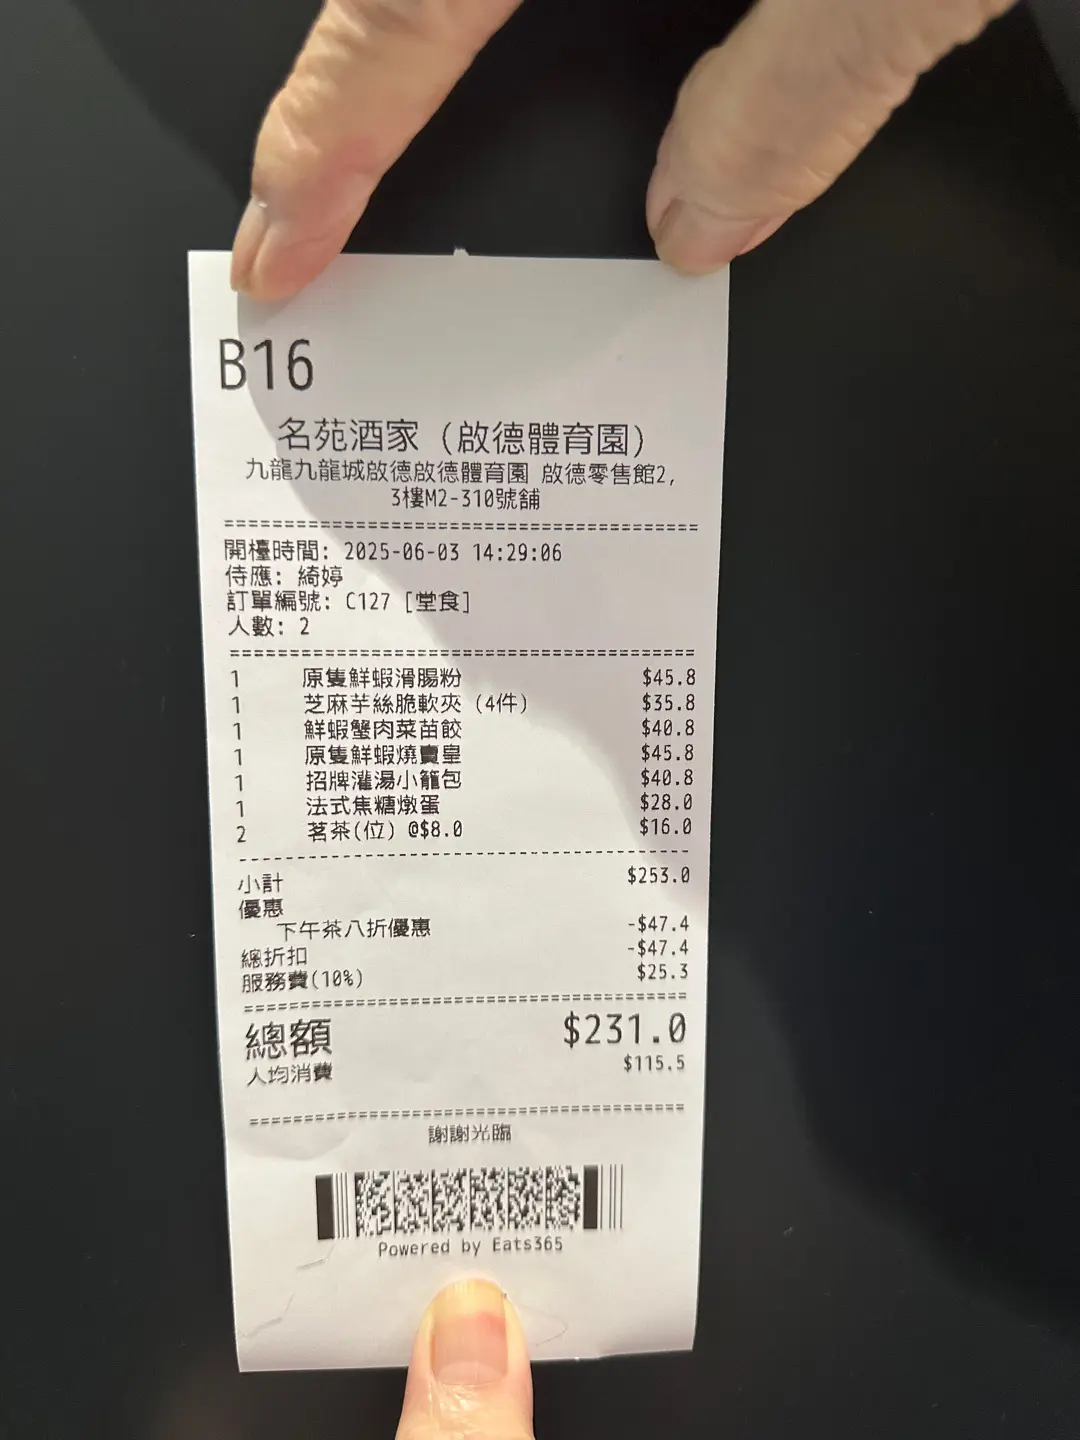 B16
名苑酒家 (啟德體育園)
九龍九龍城啟德啟德體育園 啟德零售館2,
3樓M2-310號舖
========================================
開檯時間: 2025-06-03 14:29:06
侍應: 綺婷
訂單編號: C127 [堂食]
人數: 2
========================================
1 原隻鮮蝦滑腸粉 $45.8
1 芝麻芋絲脆軟夾 (4件) $35.8
1 鮮蝦蟹肉菜苗餃 $40.8
1 原隻鮮蝦燒賣皇 $45.8
1 招牌灌湯小籠包 $40.8
1 法式焦糖燉蛋 $28.0
2 茗茶(位) @$8.0 $16.0
----------------------------------------
小計 $253.0
優惠
下午茶八折優惠 -$47.4
總折扣 -$47.4
服務費(10%) $25.3
========================================
總額 $231.0
人均消費 $115.5
========================================
謝謝光臨
Powered by Eats365